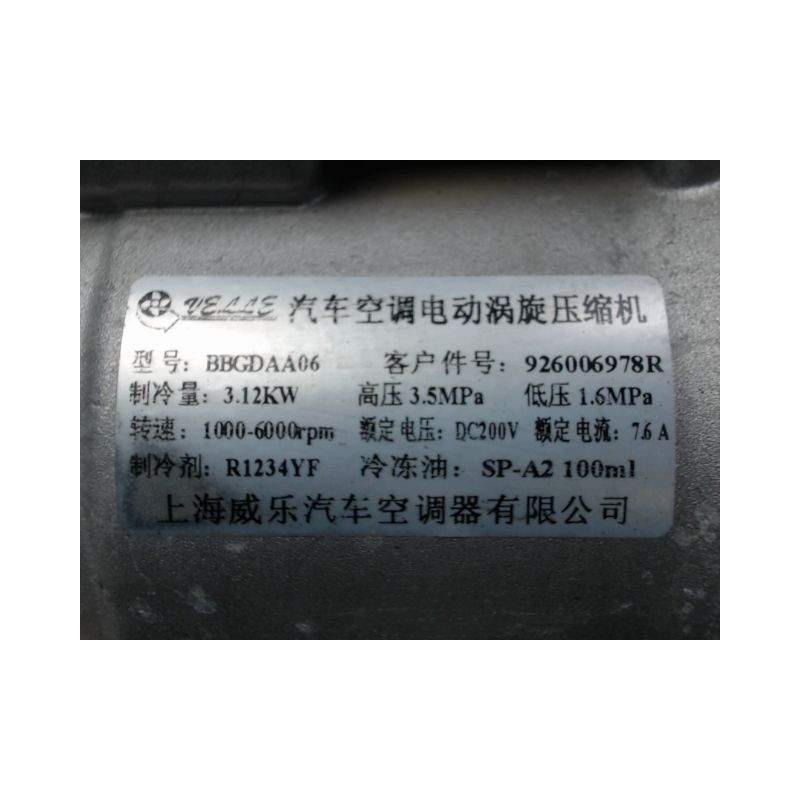 VELLE 汽车空调电动涡旋压缩机
型号: BBGDAA06 客户件号: 926006978R
制冷量: 3.12KW 高压 3.5MPa 低压 1.6MPa
转速: 1000-6000rpm 额定电压: DC200V 额定电流: 7.6 A
制冷剂: R1234YF 冷冻油: SP-A2 100ml
上海威乐汽车空调器有限公司